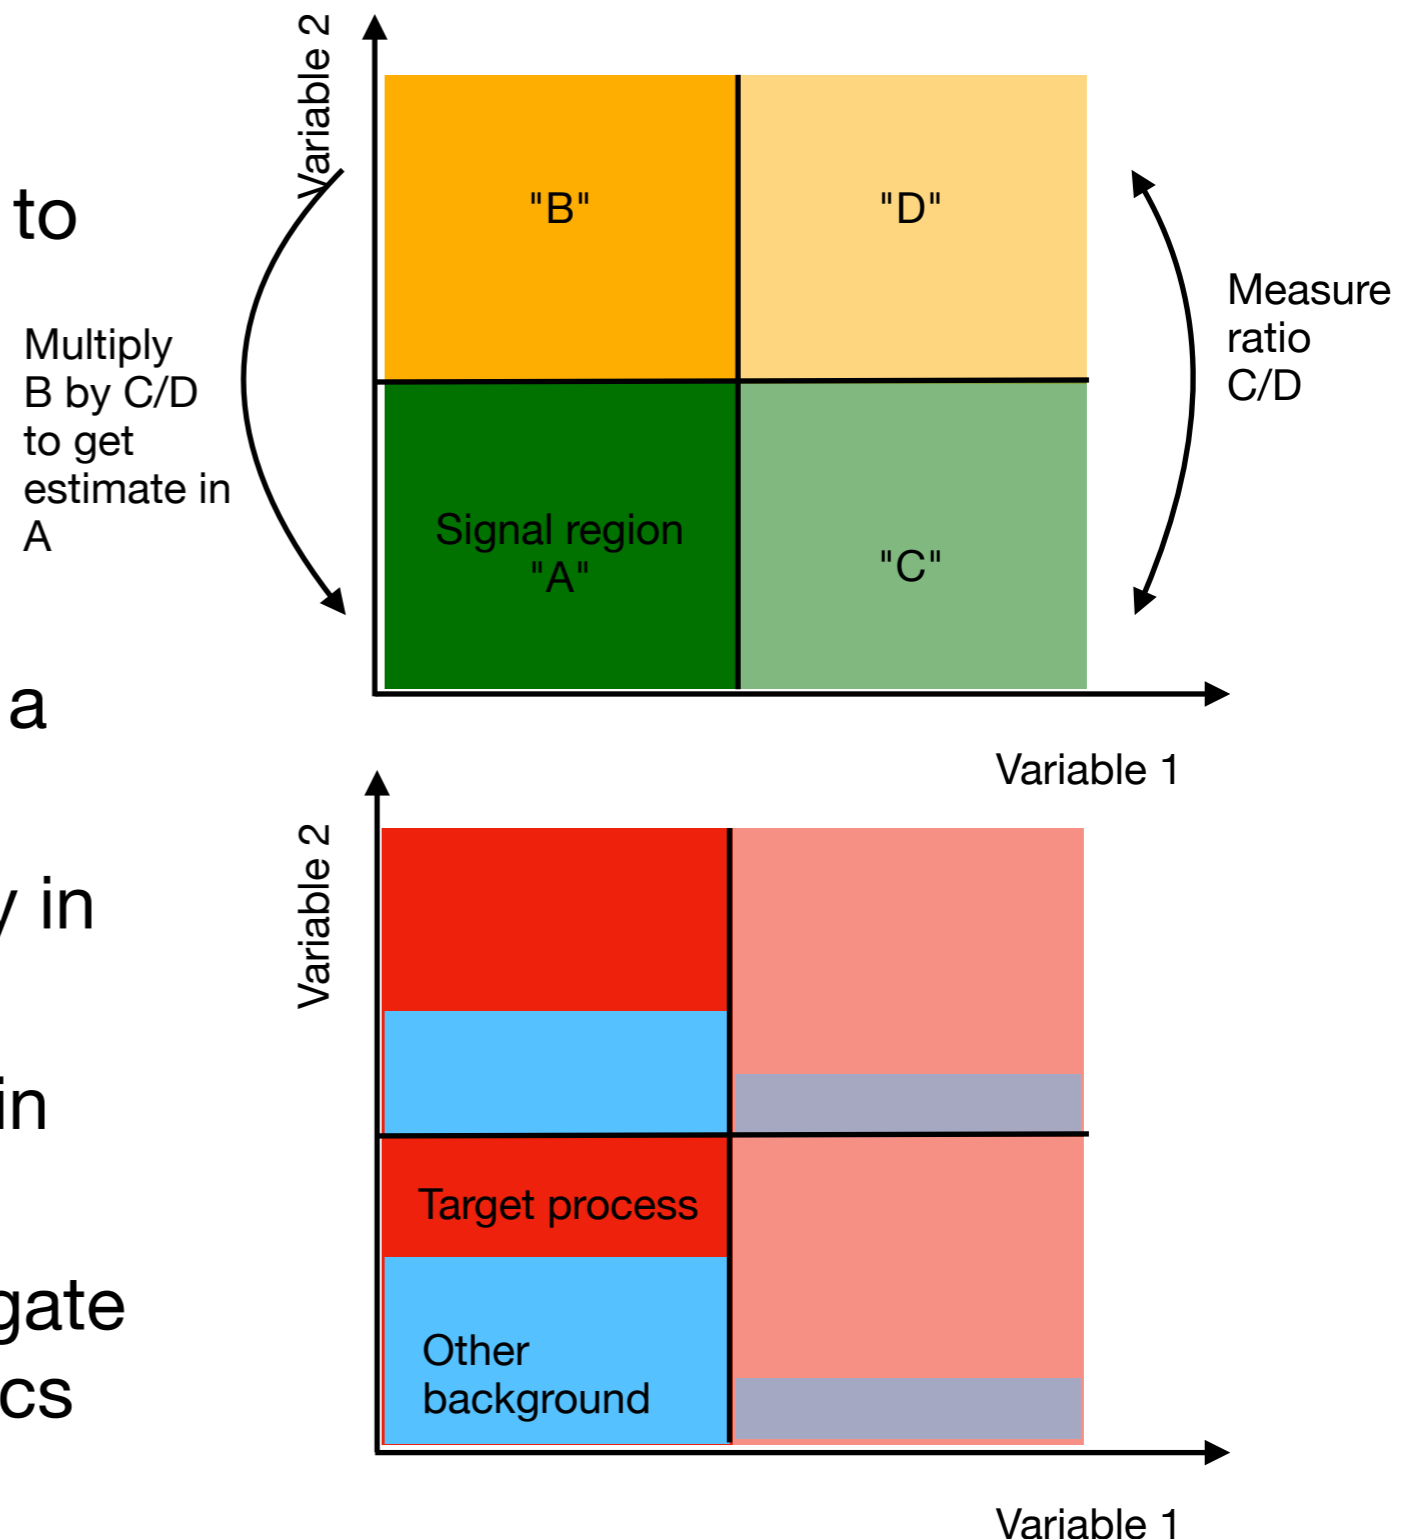 to
a
y in
in
gate
cs
Variable 2
"B"
"D"
Multiply
B by C/D
to get
estimate in
A
Measure
ratio
C/D
Signal region
"A"
"C"
Variable 1
Variable 2
Target process
Other
background
Variable 1